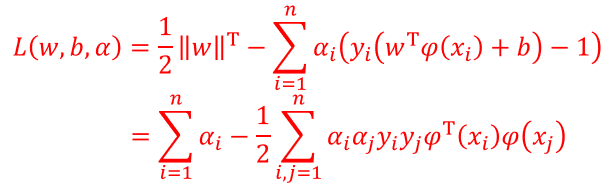 L(w, b, α) = 1/2 ‖w‖ᵀ − ∑ᵢ₌₁ⁿ αᵢ(yᵢ(wᵀφ(xᵢ) + b) − 1)
= ∑ᵢ₌₁ⁿ αᵢ − 1/2 ∑ᵢ,ⱼ₌₁ⁿ αᵢαⱼyᵢyⱼφᵀ(xᵢ)φ(xⱼ)